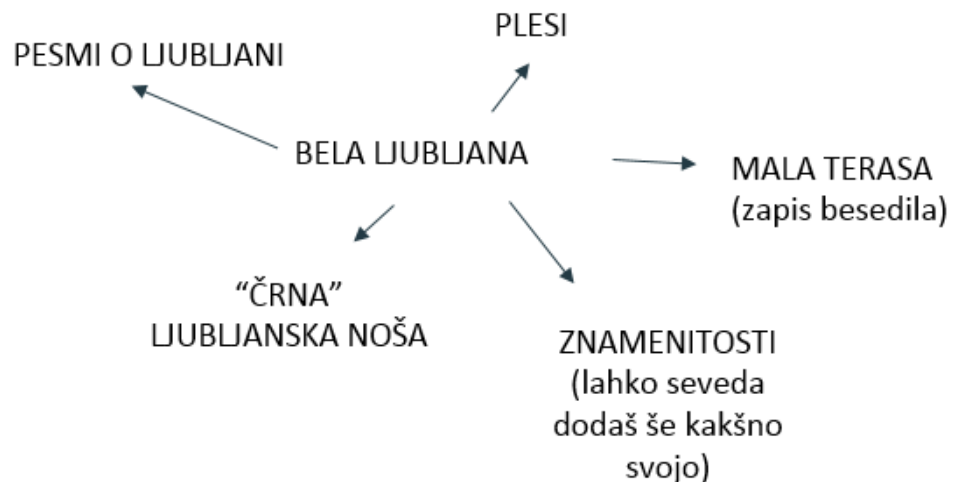 PLESI
PESMI O LJUBLJANI
BELA LJUBLJANA
MALA TERASA
(zapis besedila)
“ČRNA”
LJUBLJANSKA NOŠA
ZNAMENITOSTI
(lahko seveda
dodaš še kakšno
svojo)